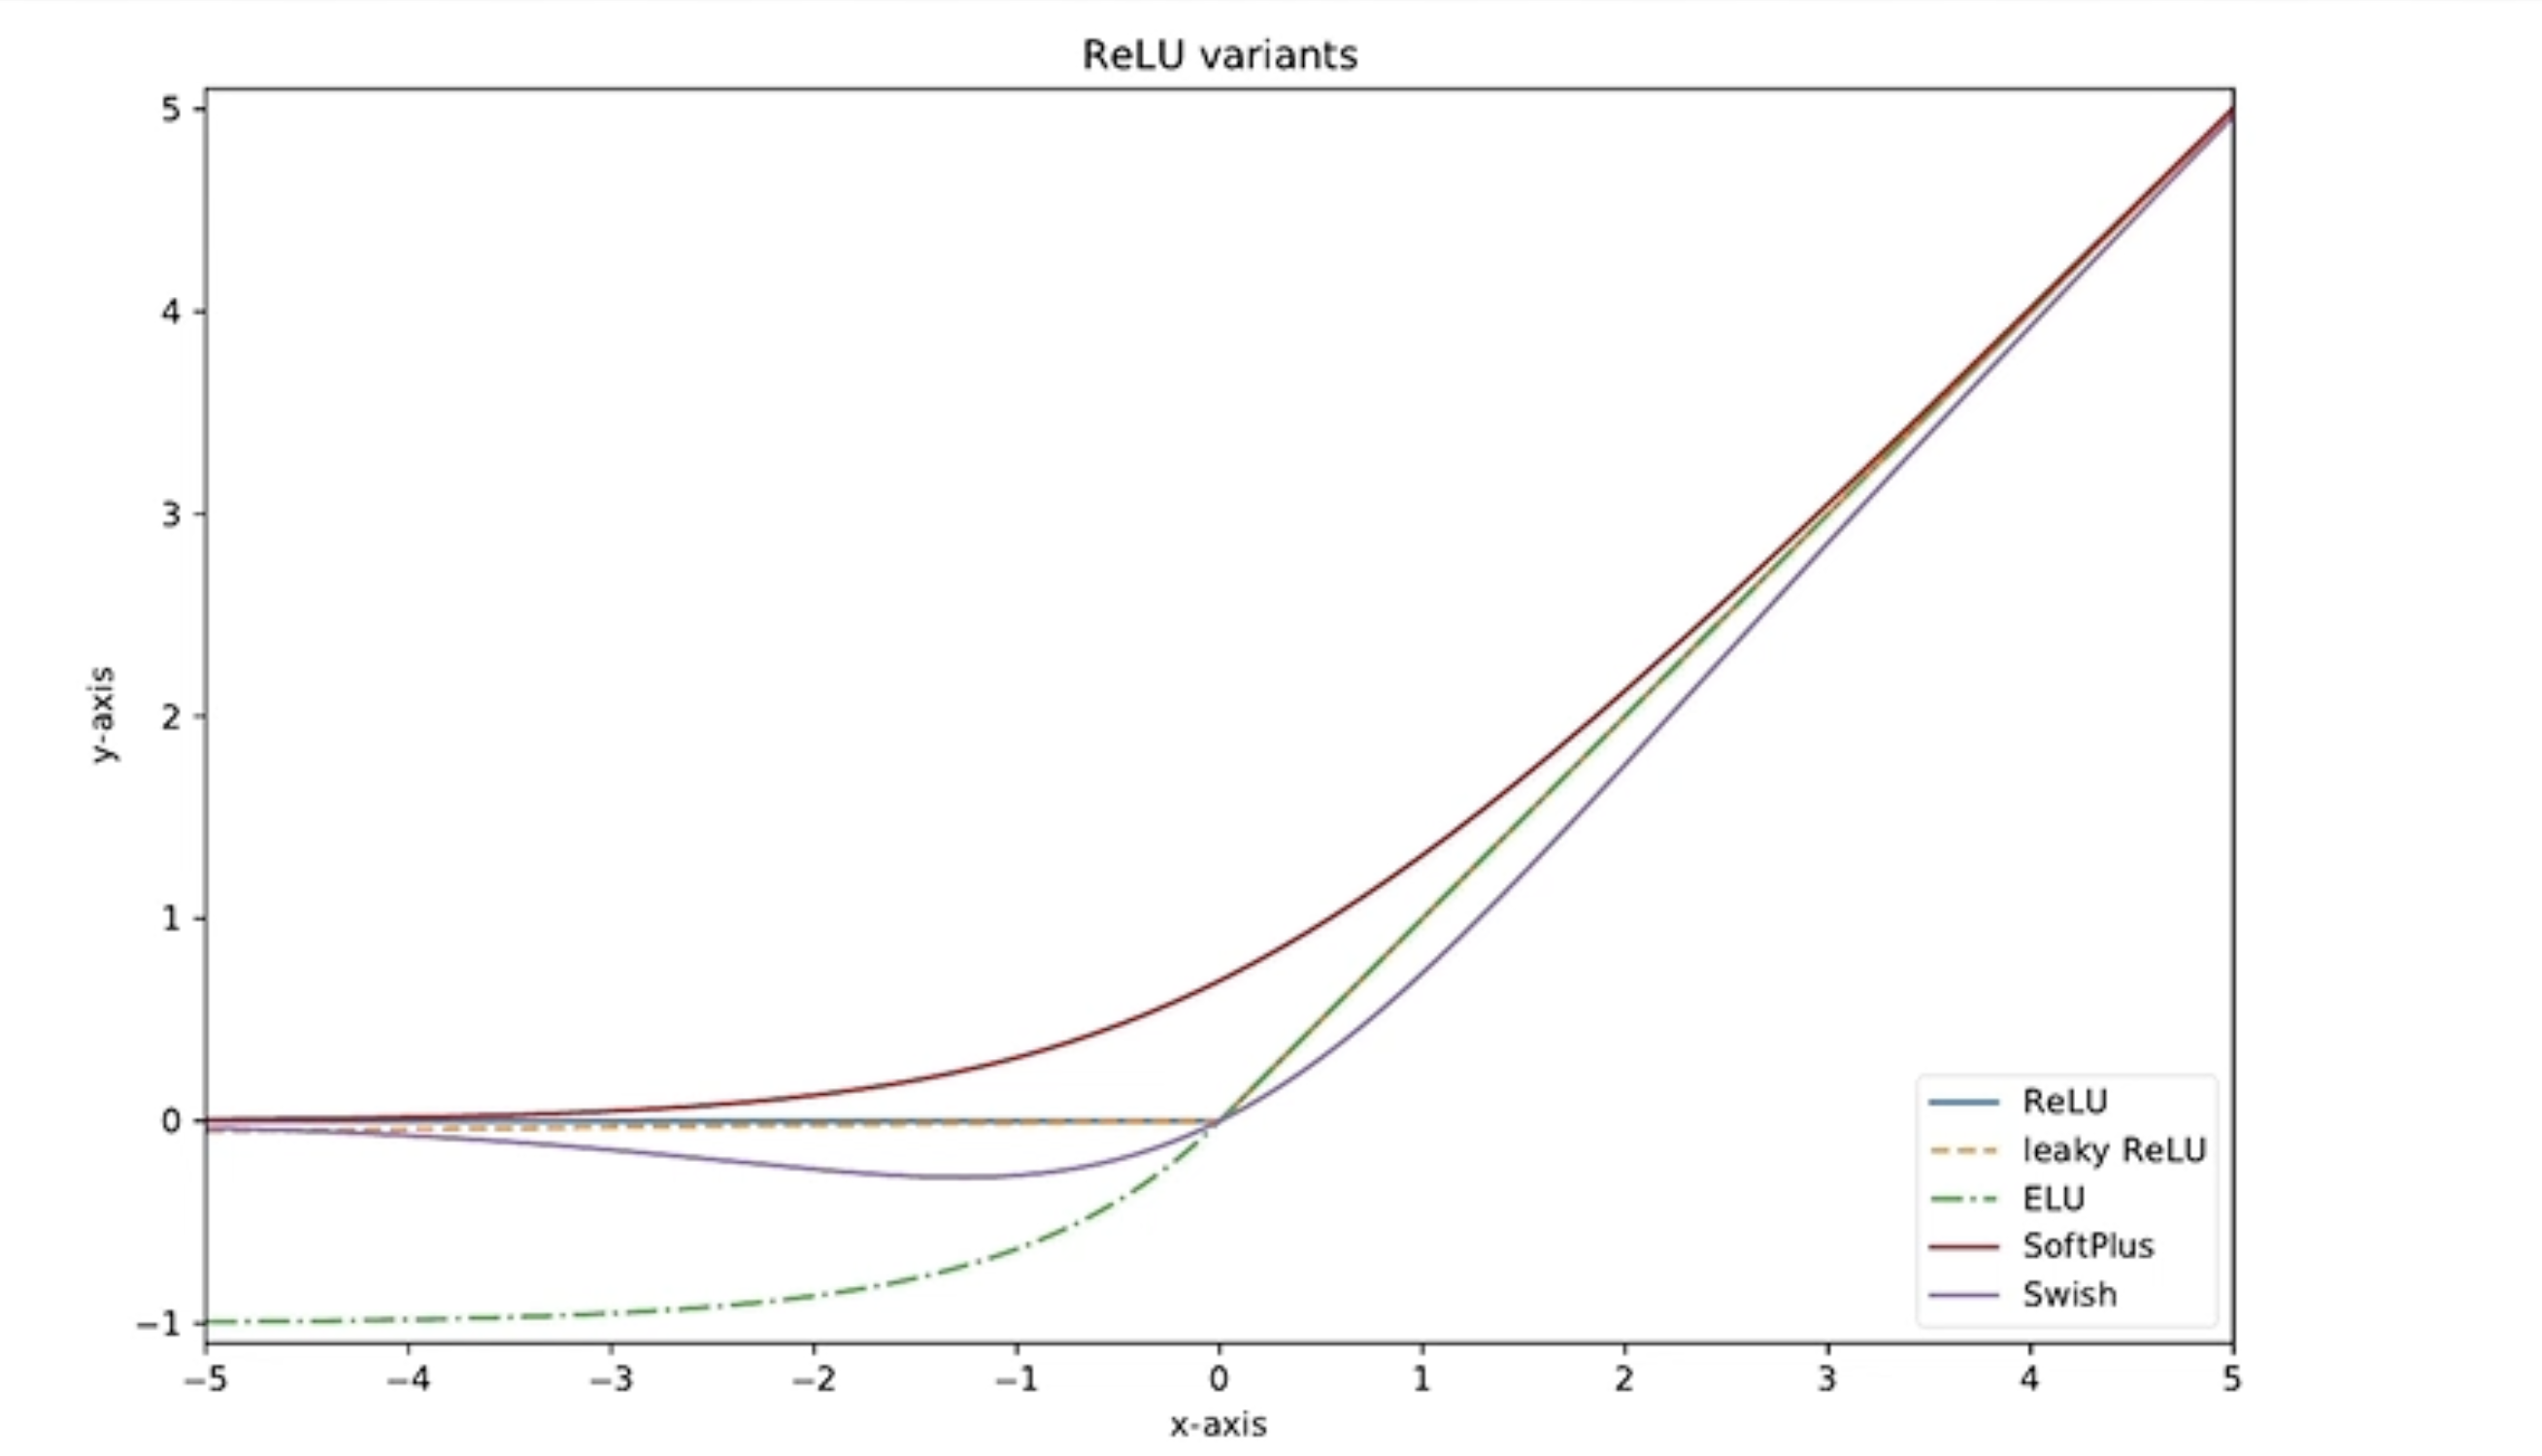 ReLU variants
5
4
3
2
1
0
−1
y-axis
−5 −4 −3 −2 −1 0 1 2 3 4 5
x-axis
ReLU
leaky ReLU
ELU
SoftPlus
Swish